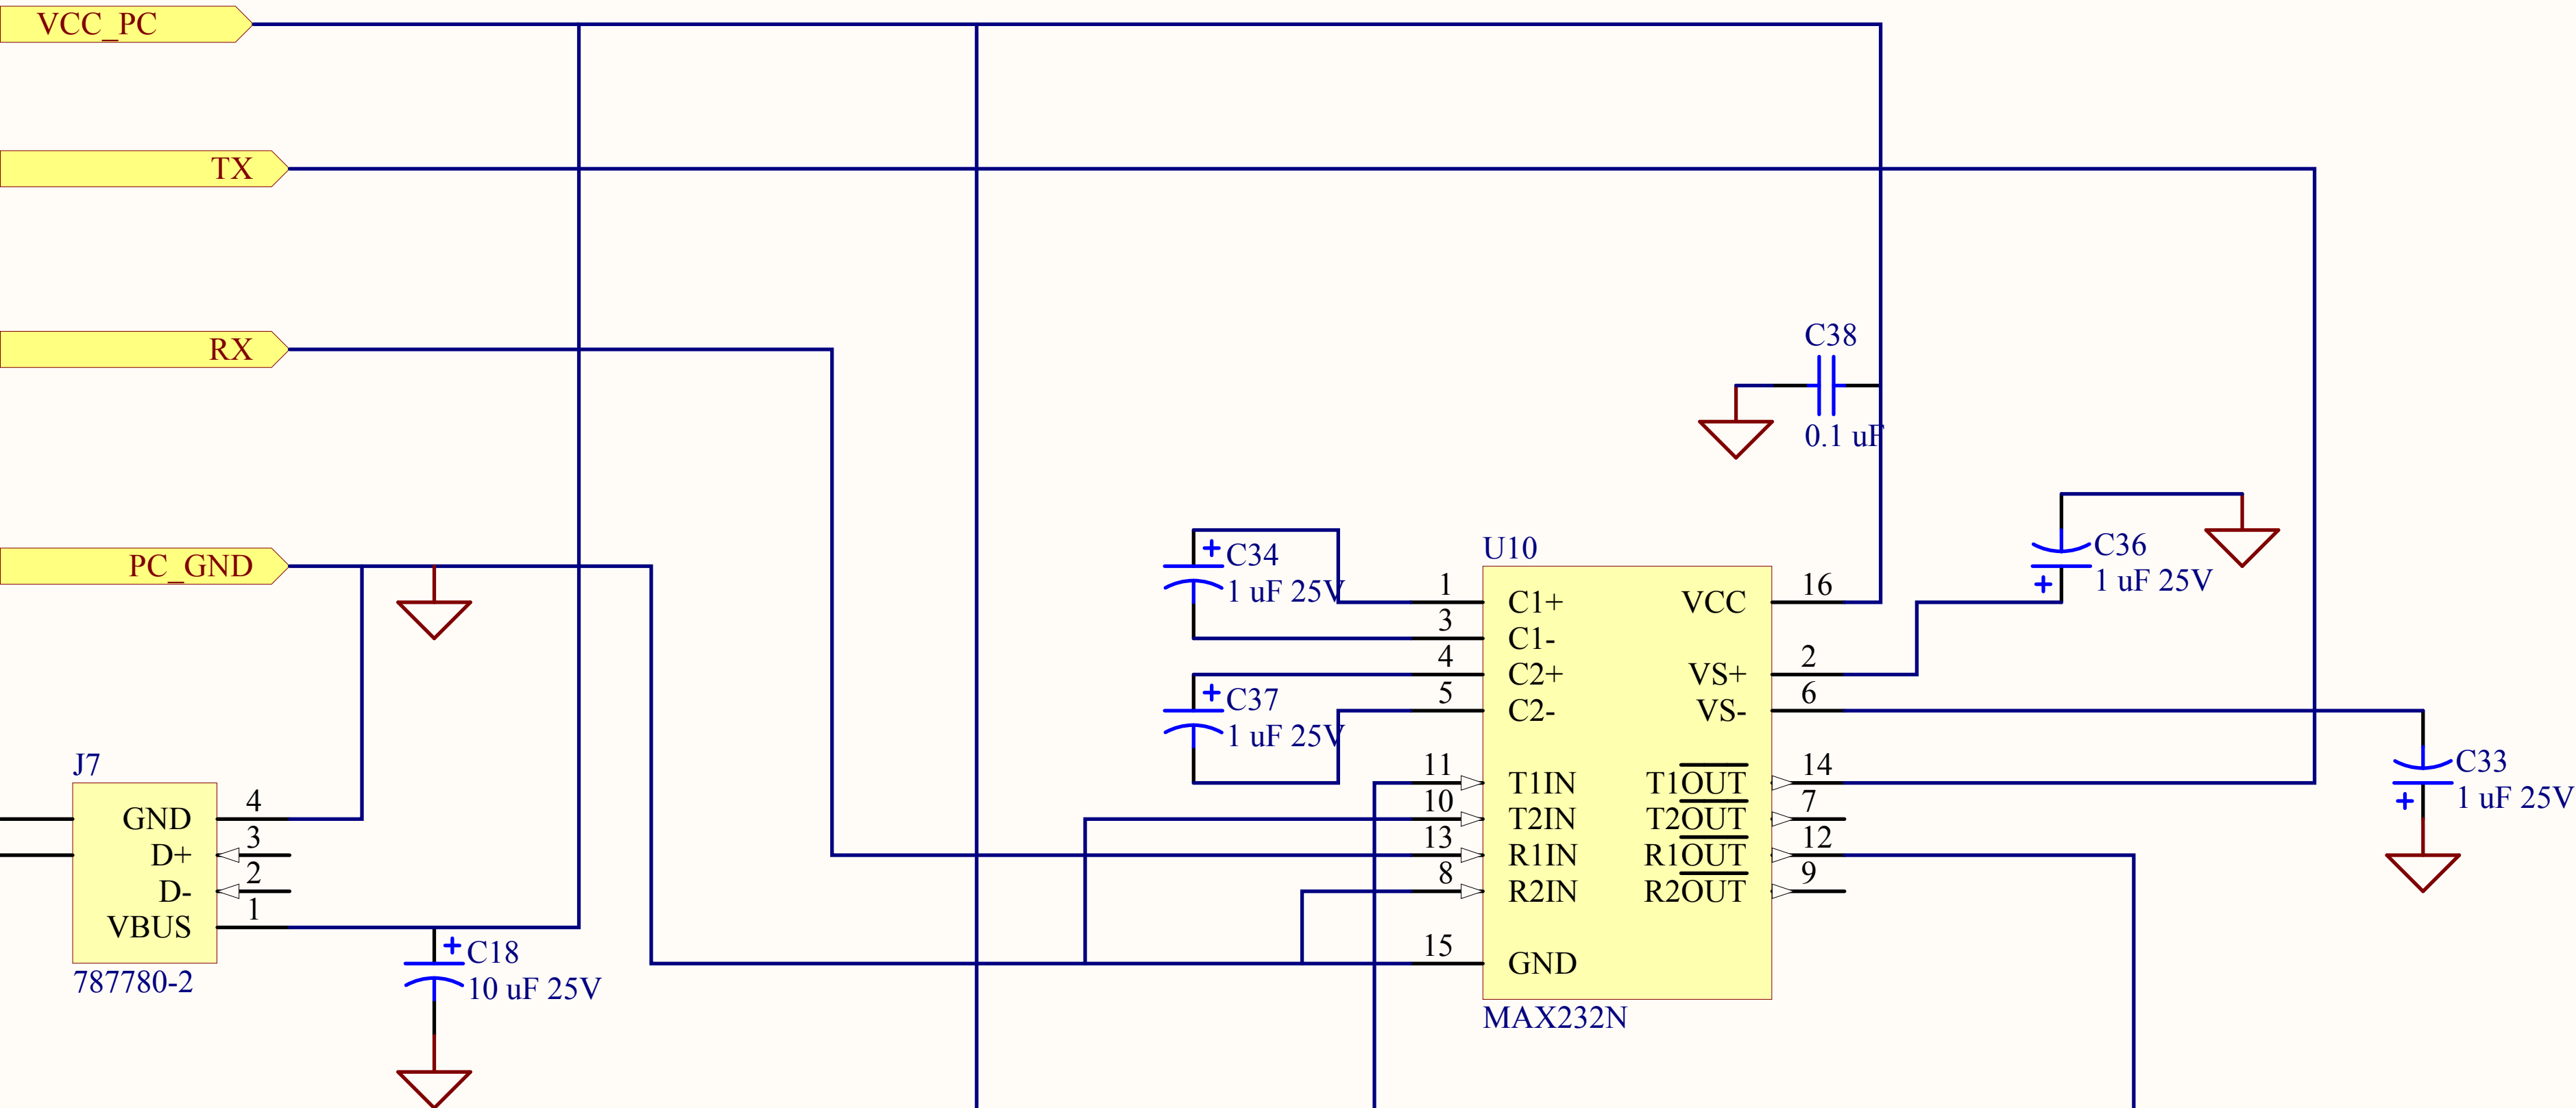 VCC_PC
TX
RX
PC_GND
J7
GND 4
D+ 3
D- 2
VBUS 1
787780-2
+ C18
10 uF 25V
C38
0.1 uF
+ C34
1 uF 25V
+ C37
1 uF 25V
U10
1 C1+ VCC 16
3 C1-
4 C2+ VS+ 2
5 C2- VS- 6
11 T1IN T1OUT 14
10 T2IN T2OUT 7
13 R1IN R1OUT 12
8 R2IN R2OUT 9
15 GND
MAX232N
C36
+ 1 uF 25V
C33
+ 1 uF 25V